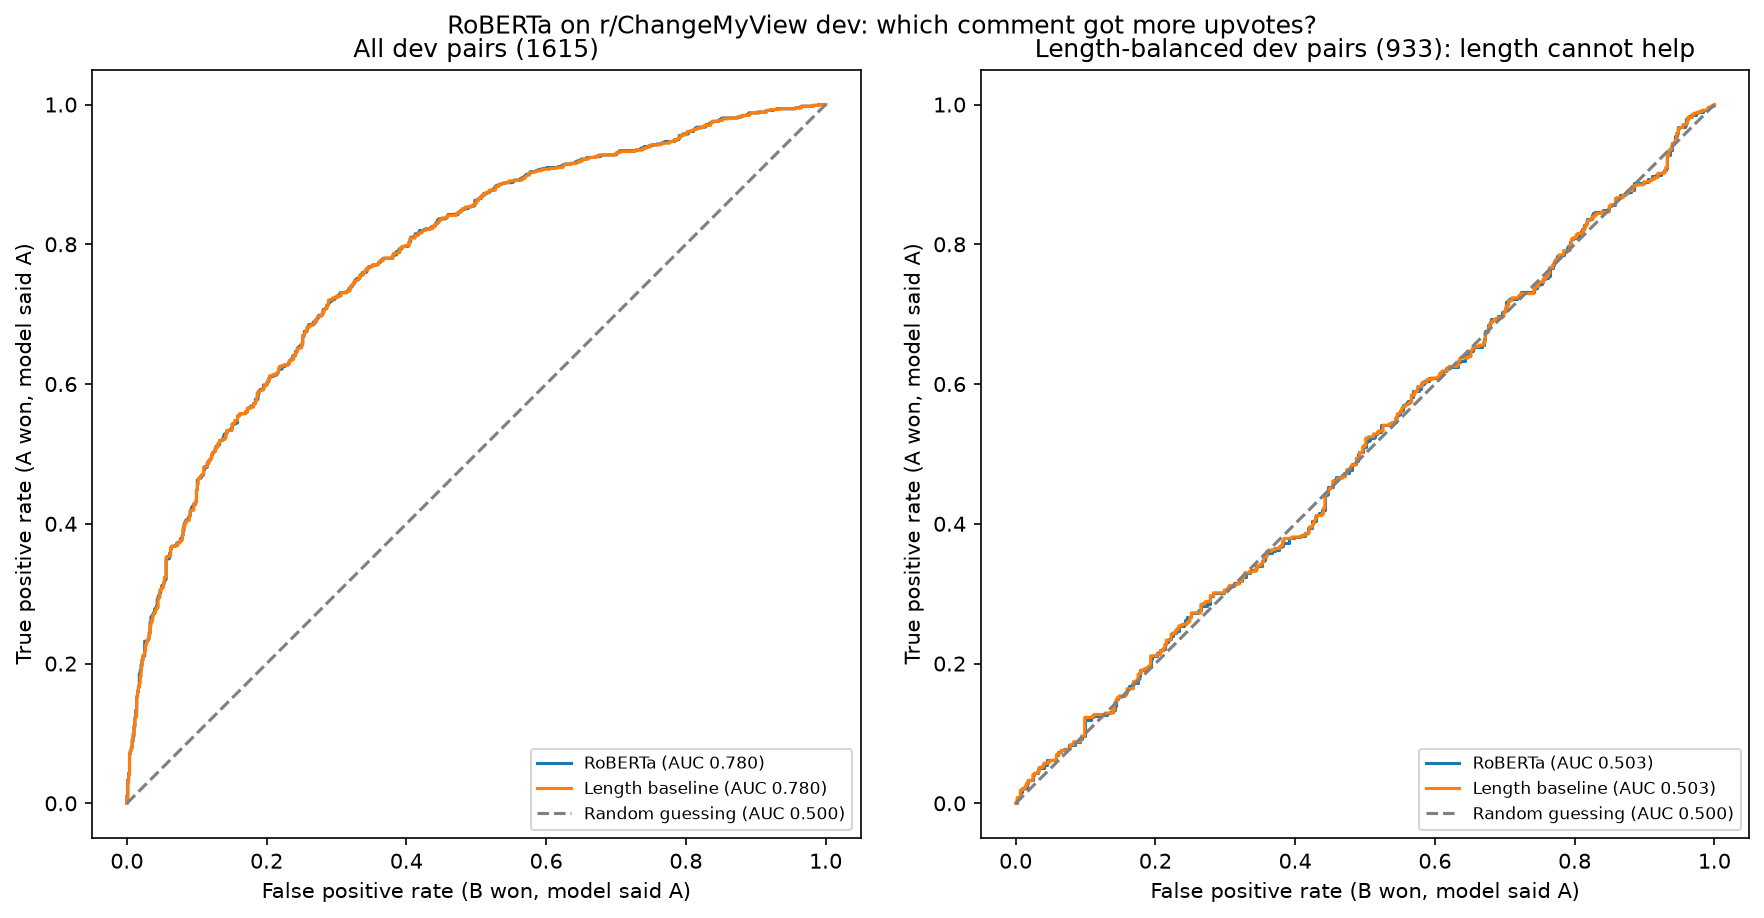 RoBERTa on r/ChangeMyView dev: which comment got more upvotes?
All dev pairs (1615)
True positive rate (A won, model said A)
1.0
0.8
0.6
0.4
0.2
0.0
RoBERTa (AUC 0.780)
Length baseline (AUC 0.780)
Random guessing (AUC 0.500)
0.0 0.2 0.4 0.6 0.8 1.0
False positive rate (B won, model said A)
Length-balanced dev pairs (933): length cannot help
True positive rate (A won, model said A)
1.0
0.8
0.6
0.4
0.2
0.0
RoBERTa (AUC 0.503)
Length baseline (AUC 0.503)
Random guessing (AUC 0.500)
0.0 0.2 0.4 0.6 0.8 1.0
False positive rate (B won, model said A)